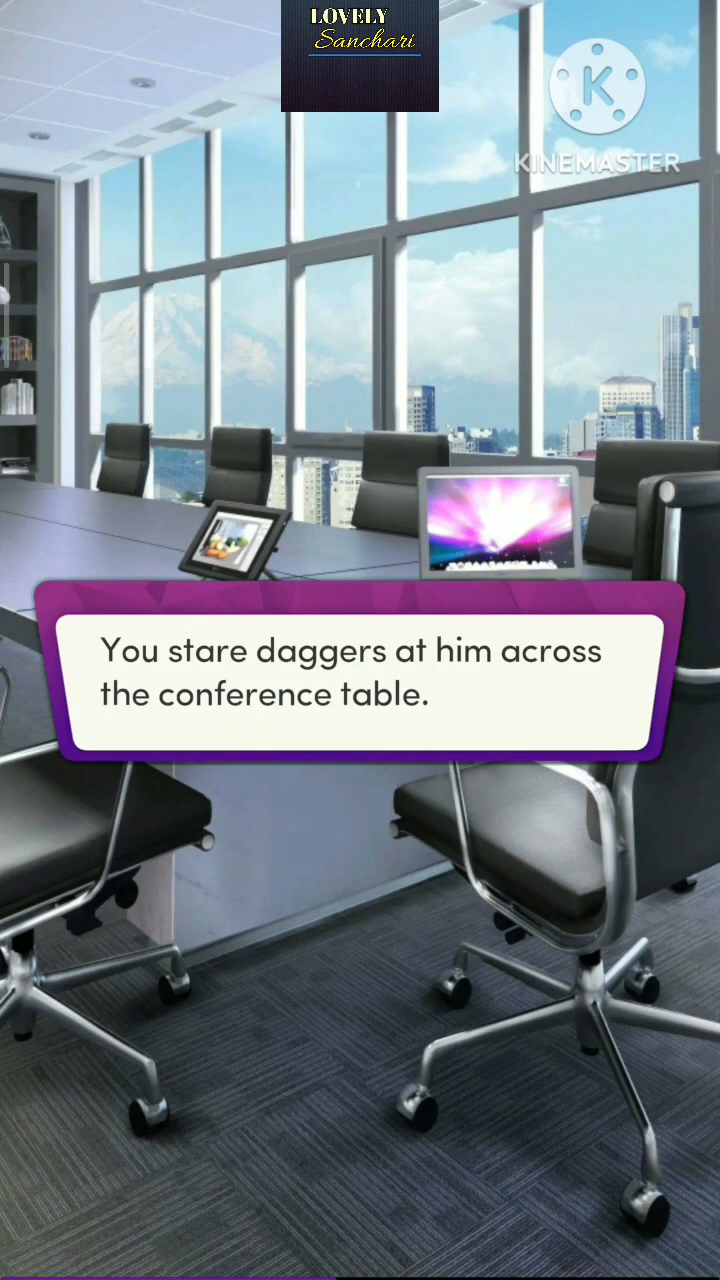 LOVELY
Sanchari
K
KINEMASTER
You stare daggers at him across
the conference table.